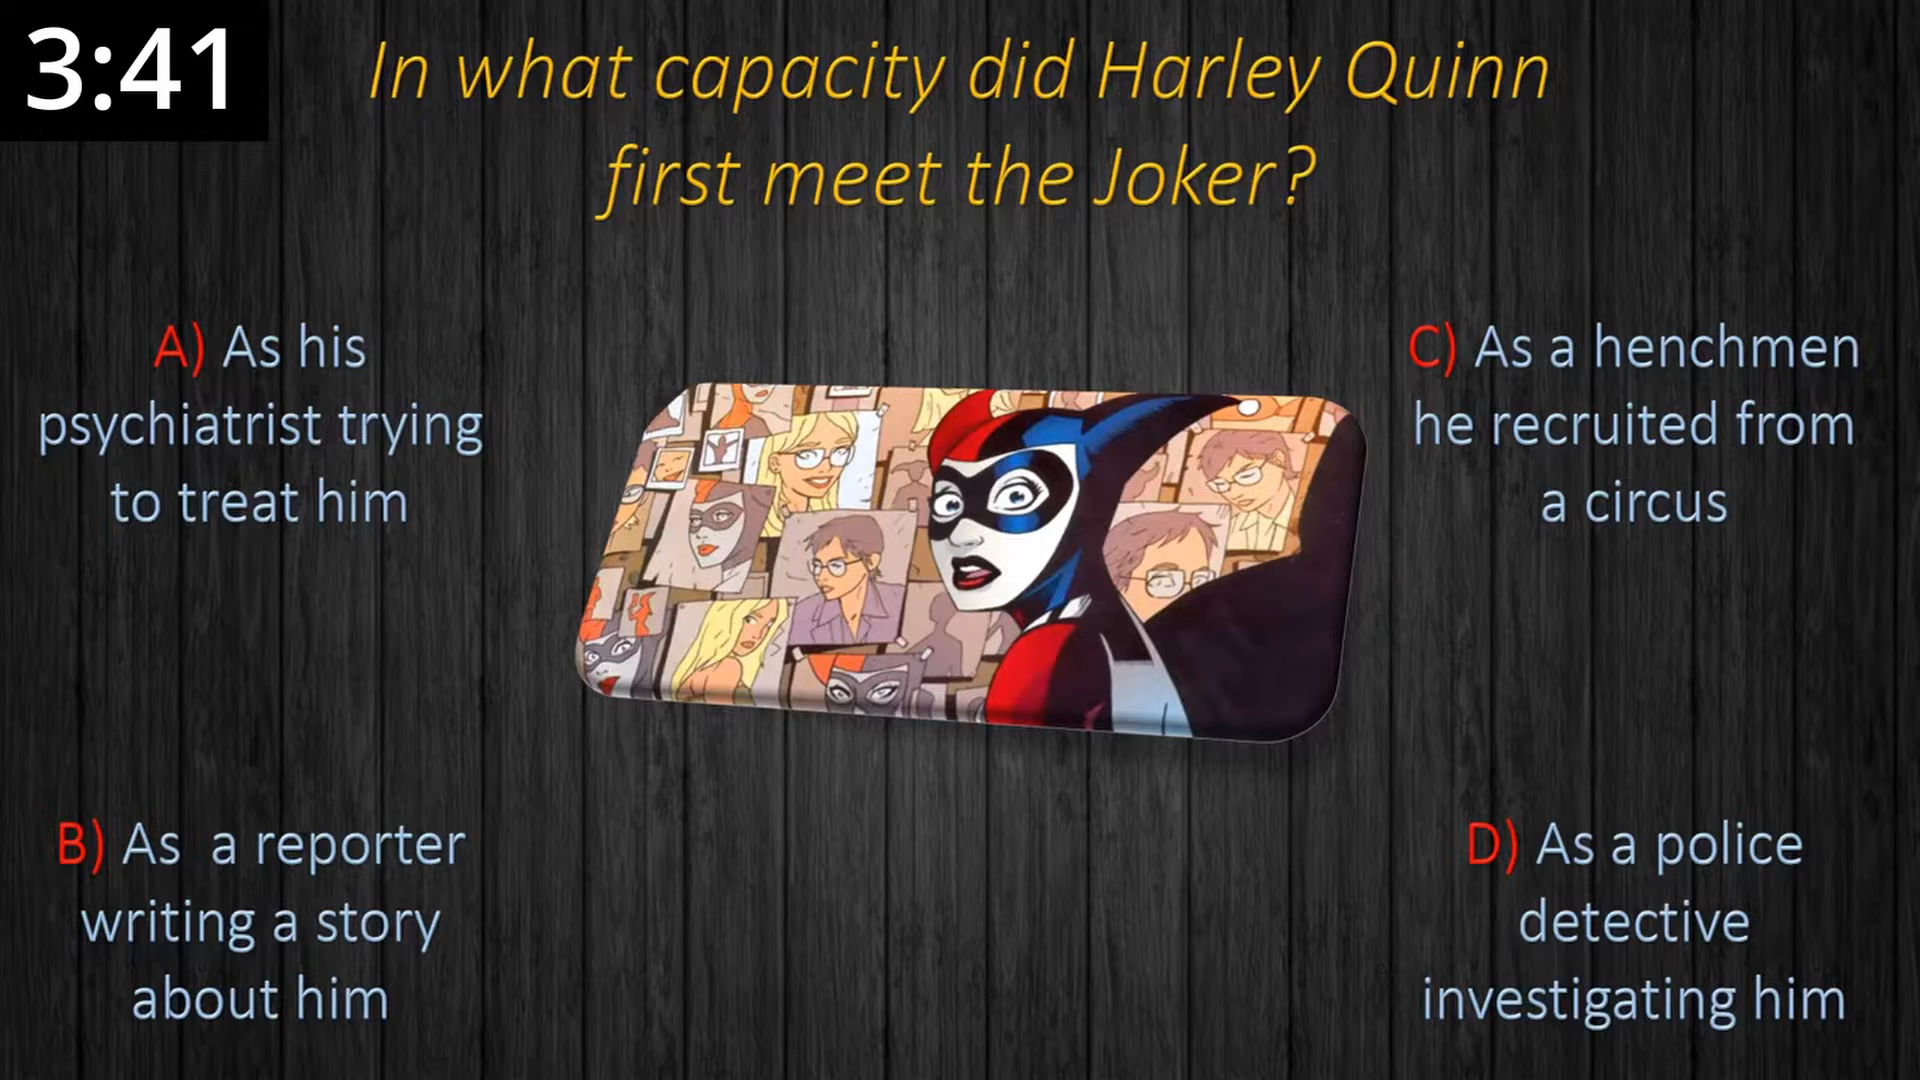 3:41
In what capacity did Harley Quinn
first meet the Joker?
A) As his
psychiatrist trying
to treat him
C) As a henchmen
he recruited from
a circus
B) As  a reporter
writing a story
about him
D) As a police
detective
investigating him